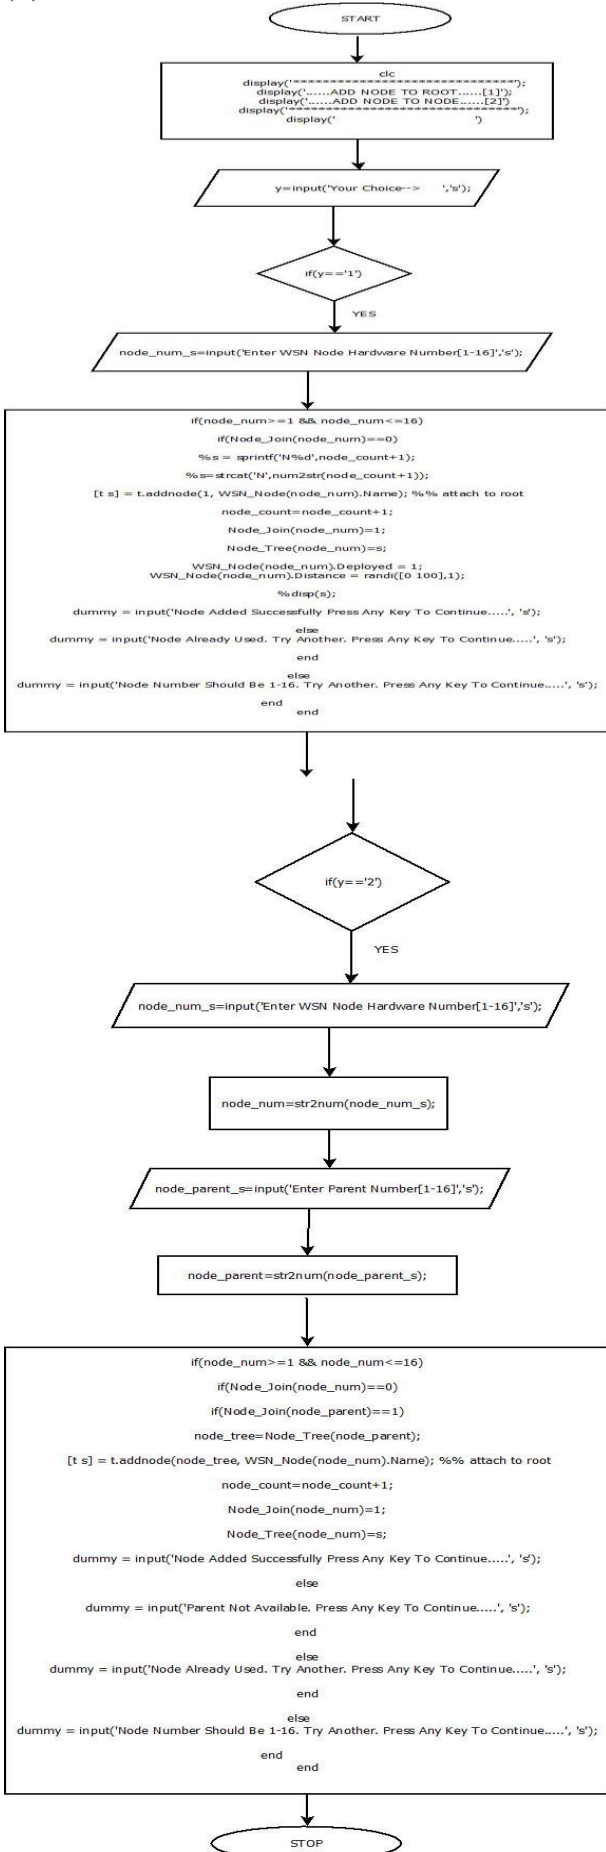 START
clc
display('******************************');
display('......ADD NODE TO ROOT......[1]');
display('......ADD NODE TO NODE......[2]')
display('*******************************');
display(' ')
y=input('Your Choice--> ','s');
if(y=='1')
YES
node_num_s=input('Enter WSN Node Hardware Number[1-16]','s');
if(node_num>=1 && node_num<=16)
if(Node_Join(node_num)==0)
%s = sprintf('N%d',node_count+1);
%s=strcat('N',num2str(node_count+1));
[t s] = t.addnode(1, WSN_Node(node_num).Name); %% attach to root
node_count=node_count+1;
Node_Join(node_num)=1;
Node_Tree(node_num)=s;
WSN_Node(node_num).Deployed = 1;
WSN_Node(node_num).Distance = randi([0 100],1);
%disp(s);
dummy = input('Node Added Successfully Press Any Key To Continue.....', 's');
else
dummy = input('Node Already Used. Try Another. Press Any Key To Continue.....', 's');
end
else
dummy = input('Node Number Should Be 1-16. Try Another. Press Any Key To Continue.....', 's');
end
end
if(y=='2')
YES
node_num_s=input('Enter WSN Node Hardware Number[1-16]','s');
node_num=str2num(node_num_s);
node_parent_s=input('Enter Parent Number[1-16]','s');
node_parent=str2num(node_parent_s);
if(node_num>=1 && node_num<=16)
if(Node_Join(node_num)==0)
if(Node_Join(node_parent)==1)
node_tree=Node_Tree(node_parent);
[t s] = t.addnode(node_tree, WSN_Node(node_num).Name); %% attach to root
node_count=node_count+1;
Node_Join(node_num)=1;
Node_Tree(node_num)=s;
dummy = input('Node Added Successfully Press Any Key To Continue.....', 's');
else
dummy = input('Parent Not Available. Press Any Key To Continue.....', 's');
end
else
dummy = input('Node Already Used. Try Another. Press Any Key To Continue.....', 's');
end
else
dummy = input('Node Number Should Be 1-16. Try Another. Press Any Key To Continue.....', 's');
end
end
STOP